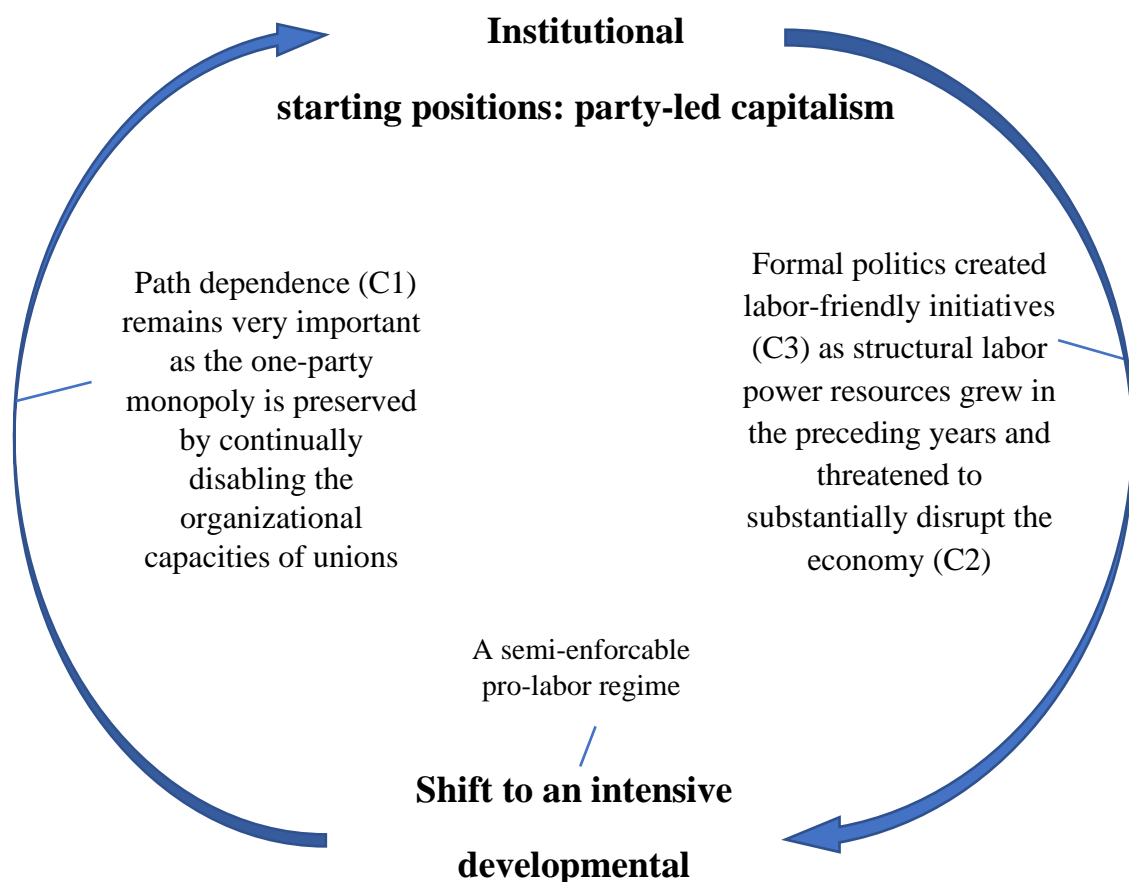 Institutional
starting positions: party-led capitalism
Path dependence (C1)
remains very important
as the one-party
monopoly is preserved
by continually
disabling the
organizational
capacities of unions
Formal politics created
labor-friendly initiatives
(C3) as structural labor
power resources grew in
the preceding years and
threatened to
substantially disrupt the
economy (C2)
A semi-enforcable
pro-labor regime
Shift to an intensive
developmental